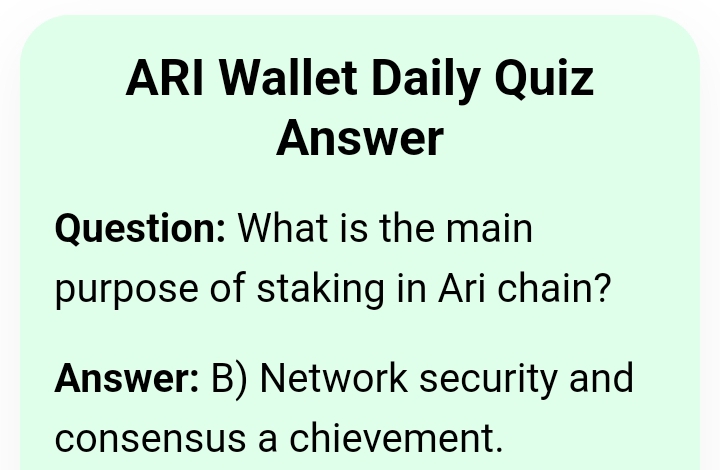 ARI Wallet Daily Quiz
Answer
Question: What is the main
purpose of staking in Ari chain?
Answer: B) Network security and
consensus a chievement.